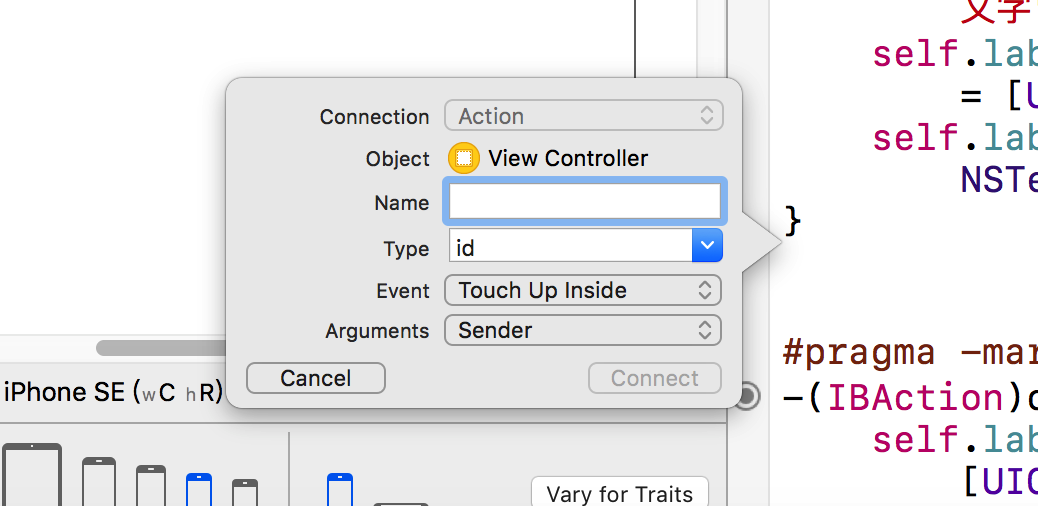 文字
self.lab
= [U
self.lab
NSTe
}
Connection Action
Object View Controller
Name
Type id
Event Touch Up Inside
Arguments Sender
Cancel Connect
#pragma -mar
-(IBAction)c
self.lab
[UIC
iPhone SE (wC hR)
Vary for Traits